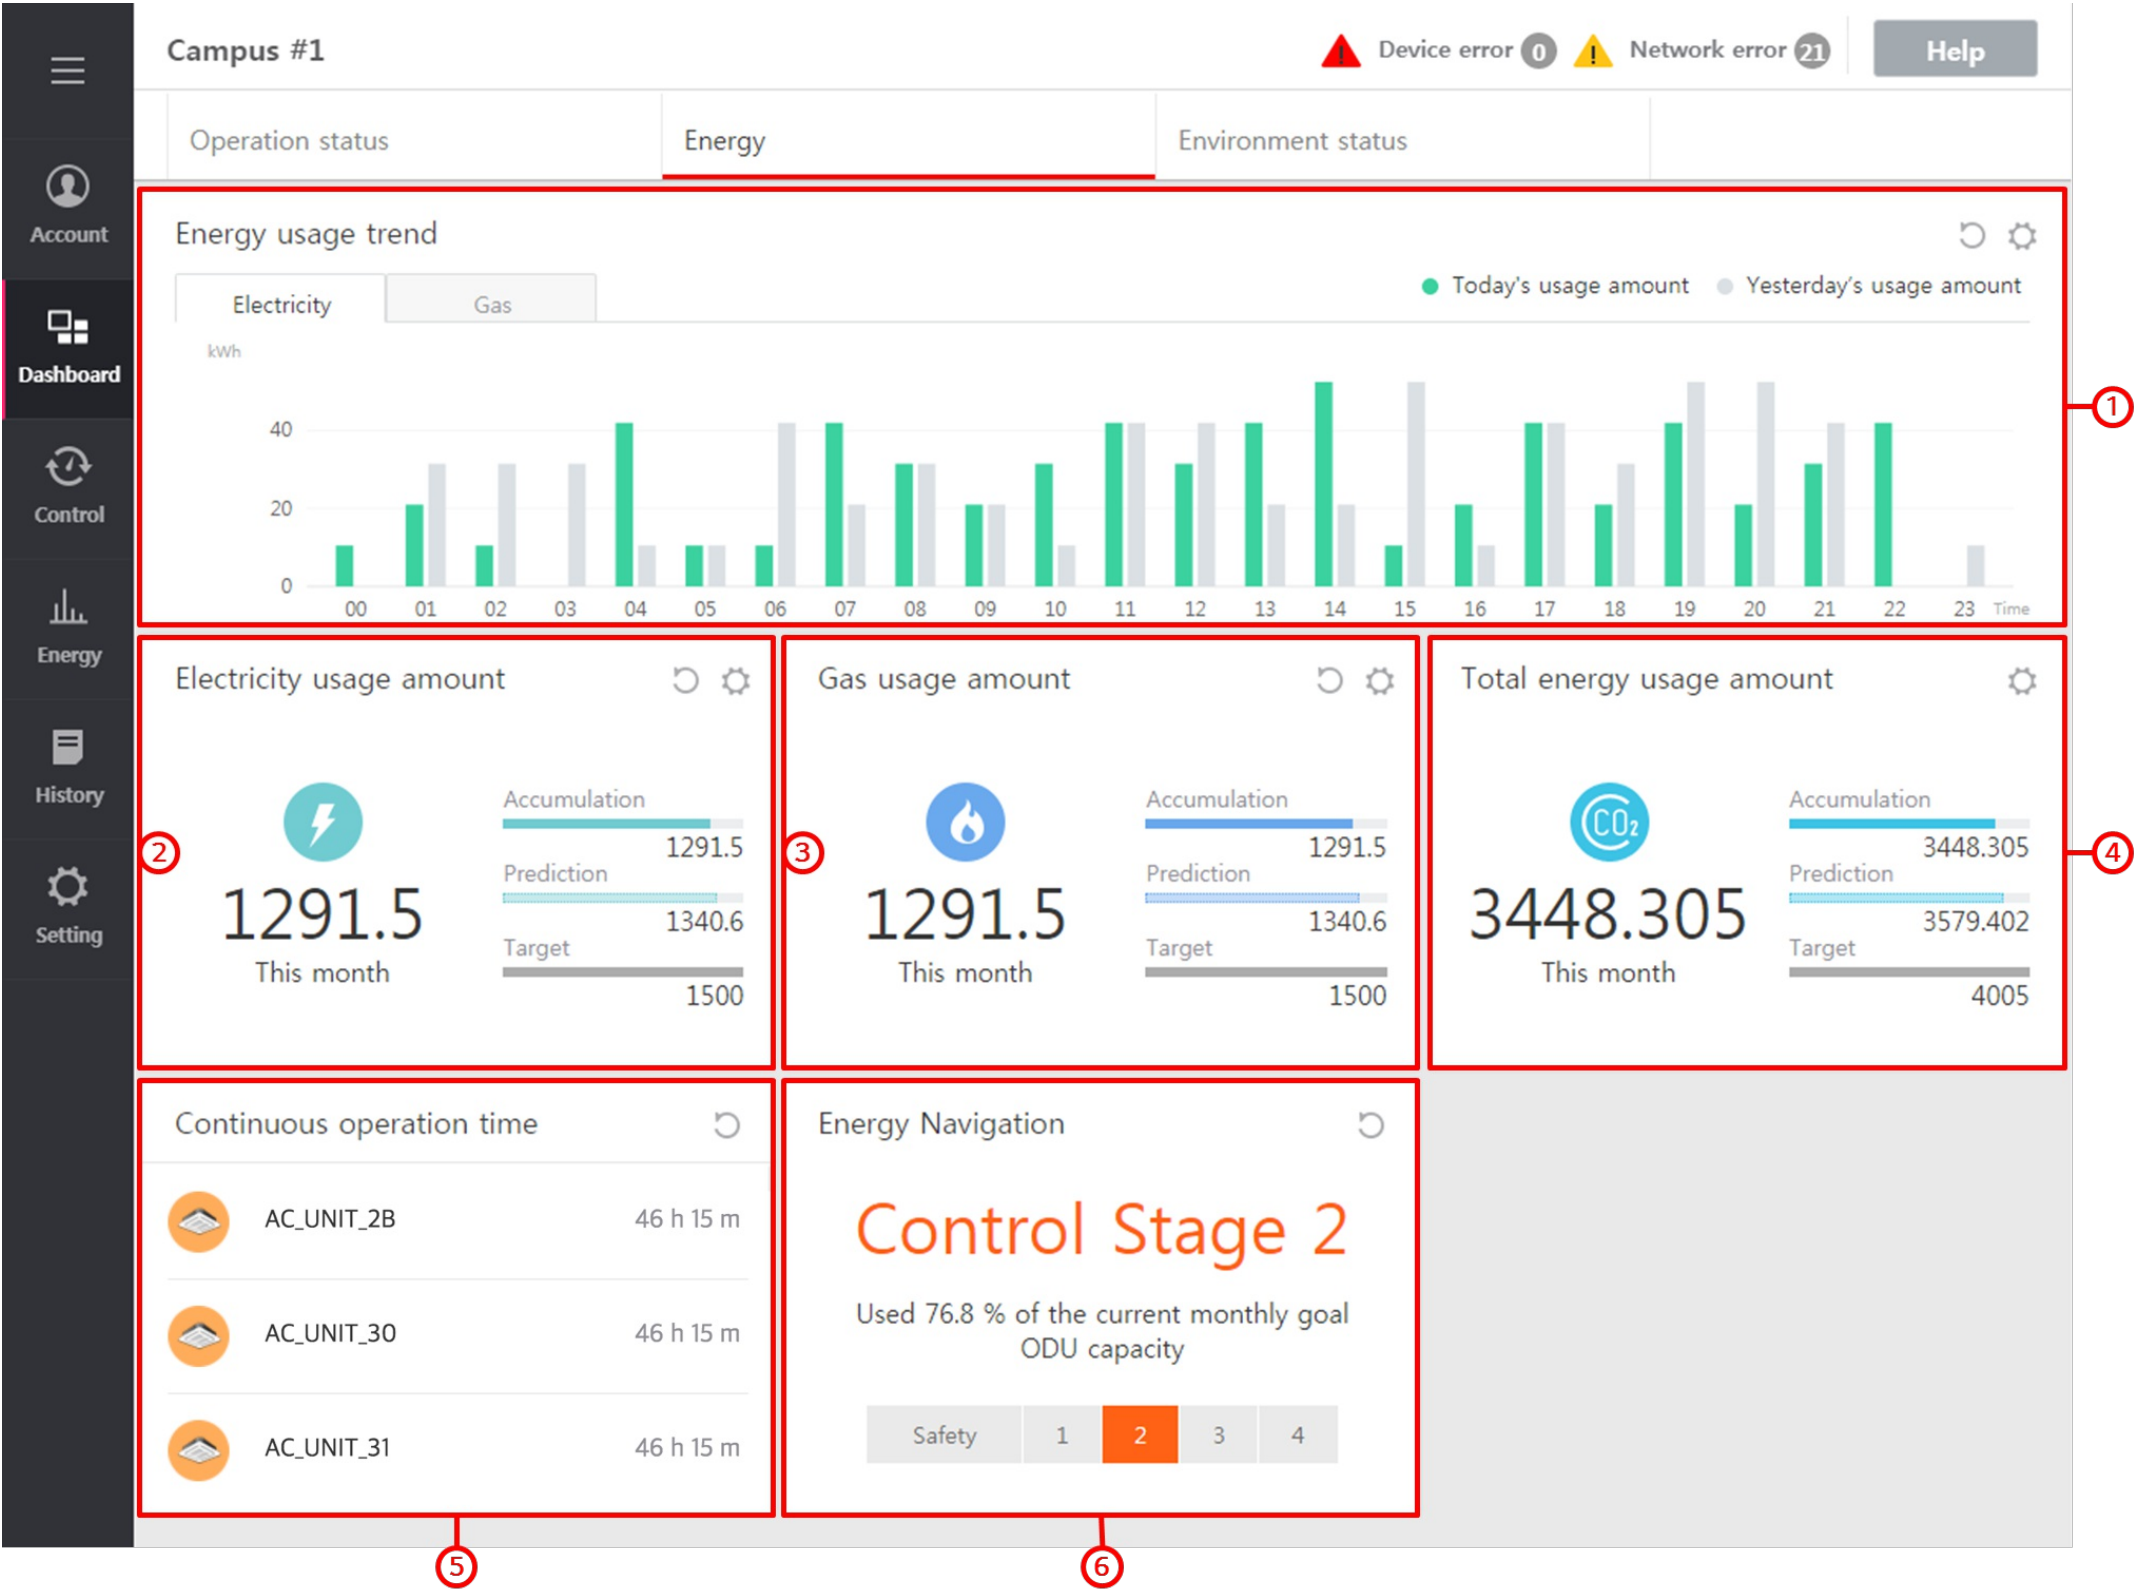 Campus #1
Device error 0
Network error 21
Help
Account
Dashboard
Control
Energy
History
Setting
Operation status
Energy
Environment status
Energy usage trend
Electricity
Gas
Today's usage amount
Yesterday's usage amount
kWh
40
20
0
00 01 02 03 04 05 06 07 08 09 10 11 12 13 14 15 16 17 18 19 20 21 22 23 Time
1
Electricity usage amount
1291.5
This month
Accumulation
1291.5
Prediction
1340.6
Target
1500
2
Gas usage amount
1291.5
This month
Accumulation
1291.5
Prediction
1340.6
Target
1500
3
Total energy usage amount
CO2
3448.305
This month
Accumulation
3448.305
Prediction
3579.402
Target
4005
4
Continuous operation time
AC_UNIT_2B 46 h 15 m
AC_UNIT_30 46 h 15 m
AC_UNIT_31 46 h 15 m
5
Energy Navigation
Control Stage 2
Used 76.8 % of the current monthly goal
ODU capacity
Safety 1 2 3 4
6